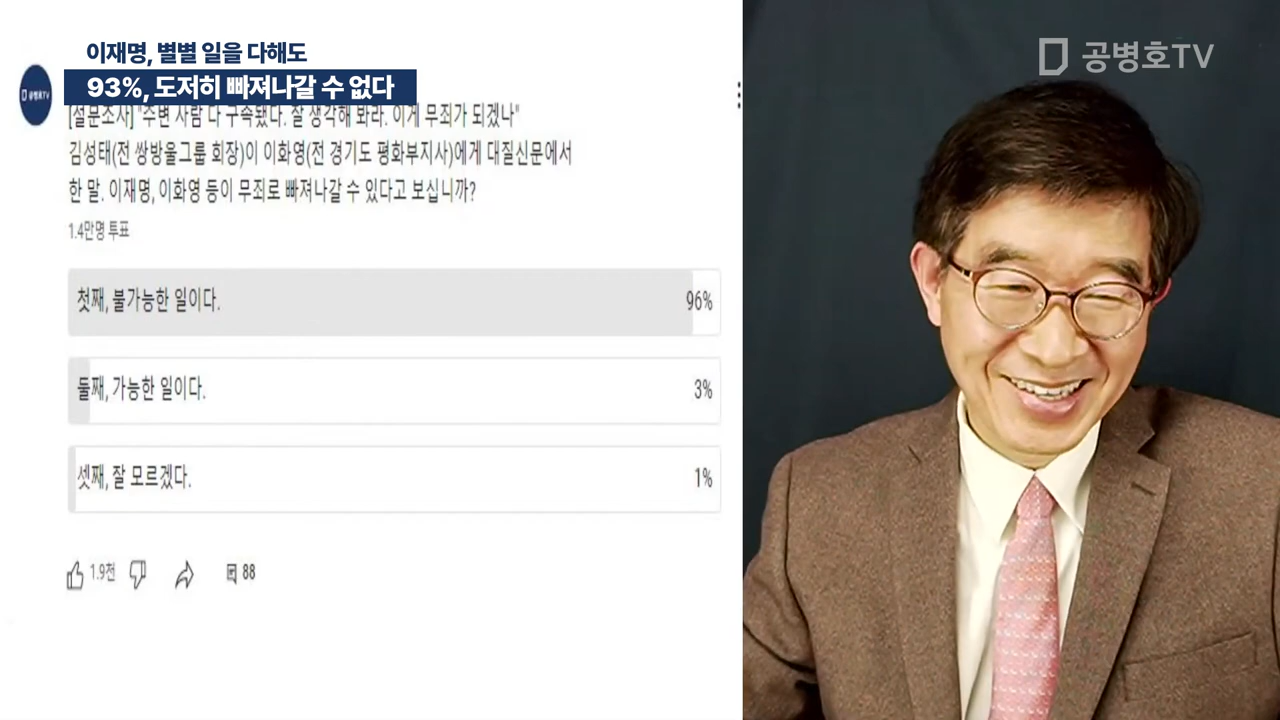 이재명, 별별 일을 다해도
93%, 도저히 빠져나갈 수 없다
공병호TV
공병호TV
[설문조사] "주변 사람 다 구속됐다. 잘 생각해 봐라. 이게 무죄가 되겠나"
김성태(전 쌍방울그룹 회장)이 이화영(전 경기도 평화부지사)에게 대질신문에서
한 말. 이재명, 이화영 등이 무죄로 빠져나갈 수 있다고 보십니까?
1.4만명 투표
첫째, 불가능한 일이다. 96%
둘째, 가능한 일이다. 3%
셋째, 잘 모르겠다. 1%
1.9천 88